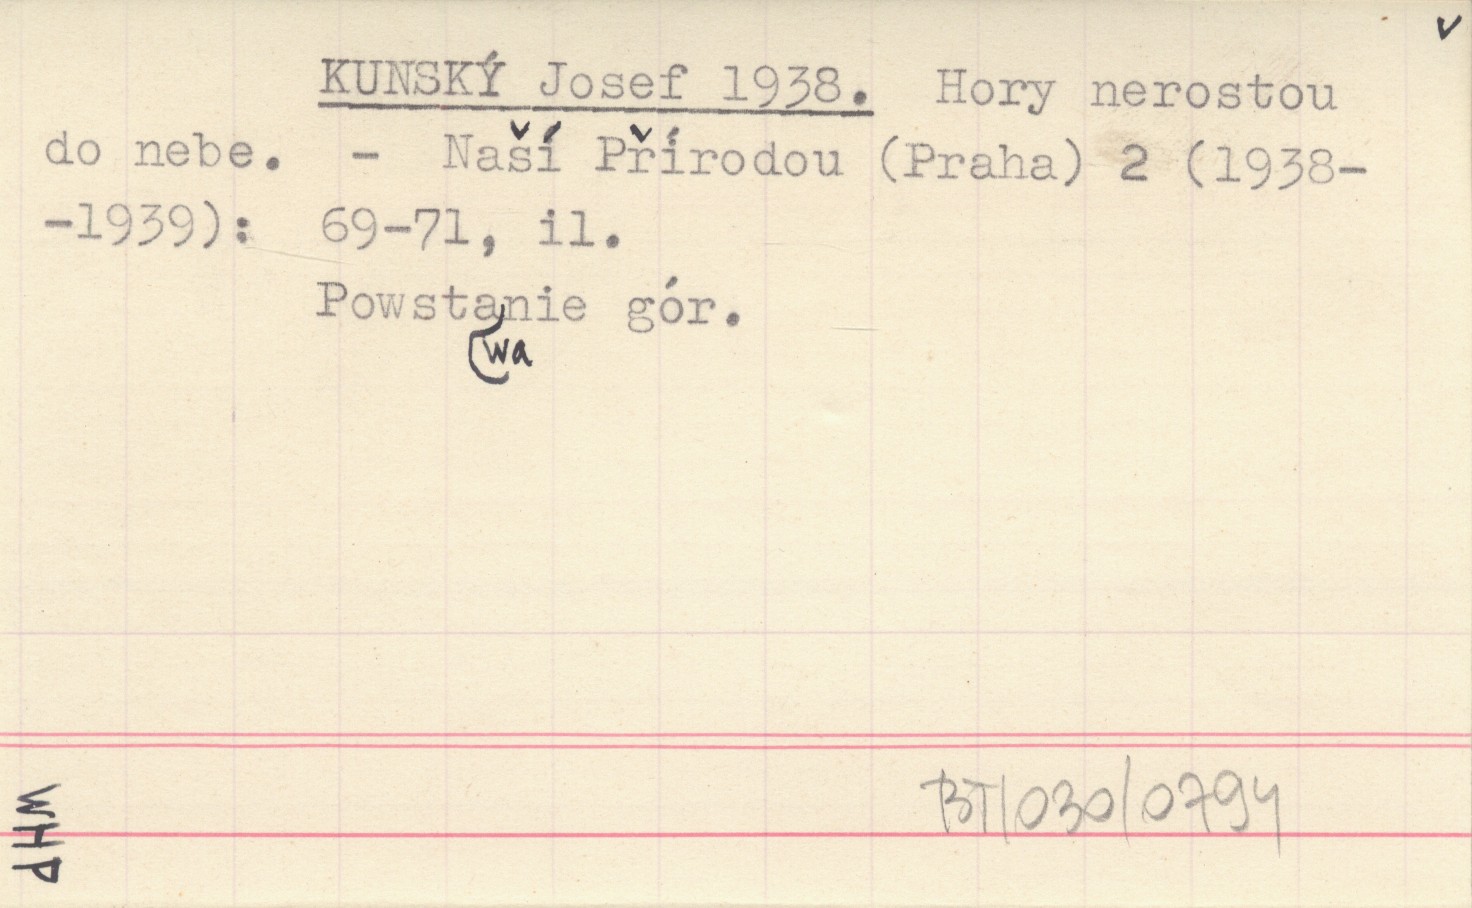 v
KUNSKÝ Josef 1938. Hory nerostou
do nebe. - Naší Přírodou (Praha) 2 (1938-
-1939): 69-71, il.
Powstanie gór.
wa
BT/030/0794
WHP